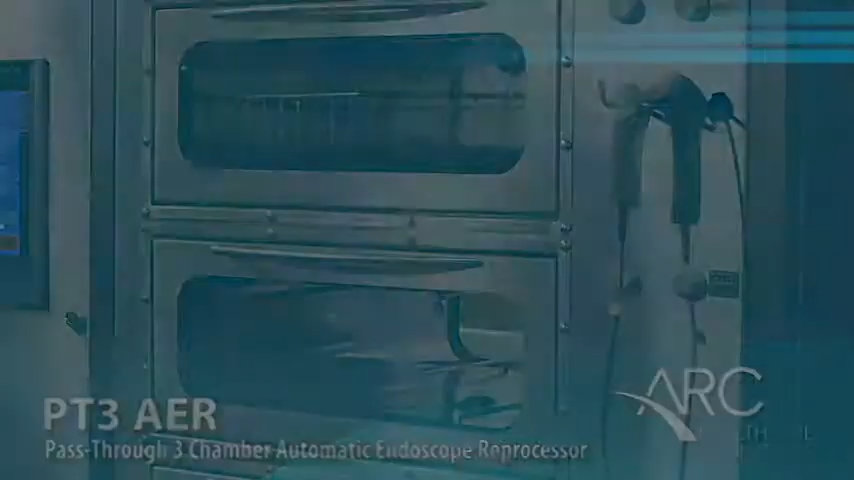 PT3 AER
Pass-Through 3 Chamber Automatic Endoscope Reprocessor
ARC